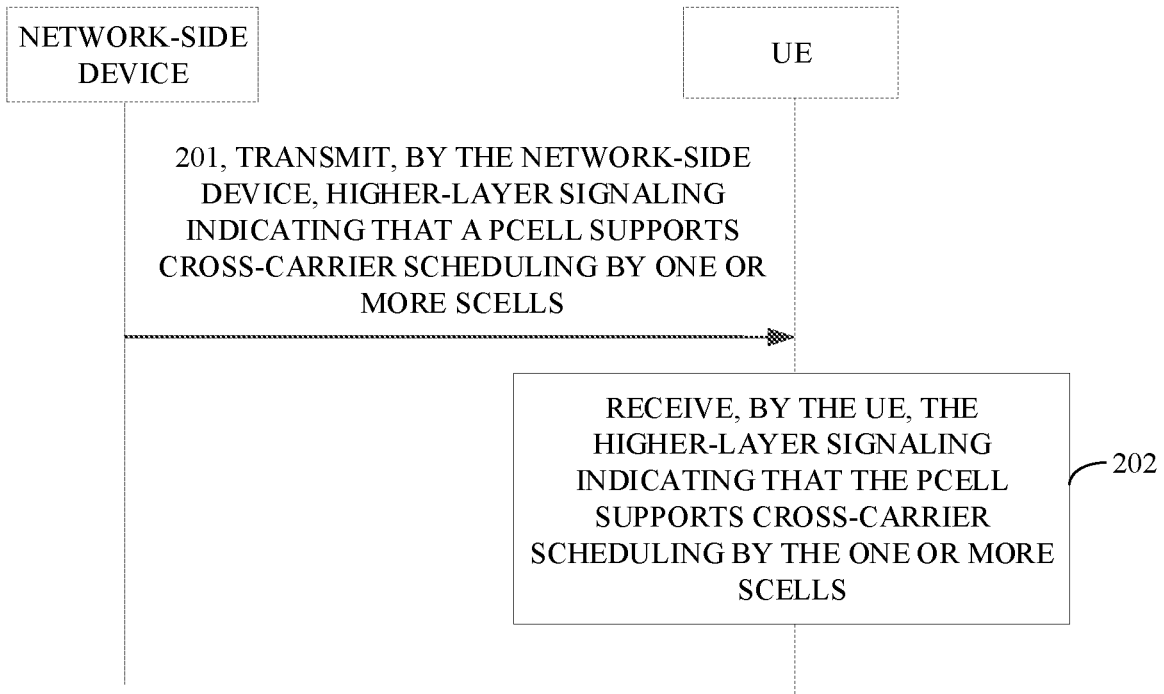 NETWORK-SIDE
DEVICE
UE
201, TRANSMIT, BY THE NETWORK-SIDE
DEVICE, HIGHER-LAYER SIGNALING
INDICATING THAT A PCELL SUPPORTS
CROSS-CARRIER SCHEDULING BY ONE OR
MORE SCELLS
RECEIVE, BY THE UE, THE
HIGHER-LAYER SIGNALING
INDICATING THAT THE PCELL
SUPPORTS CROSS-CARRIER
SCHEDULING BY THE ONE OR MORE
SCELLS
202